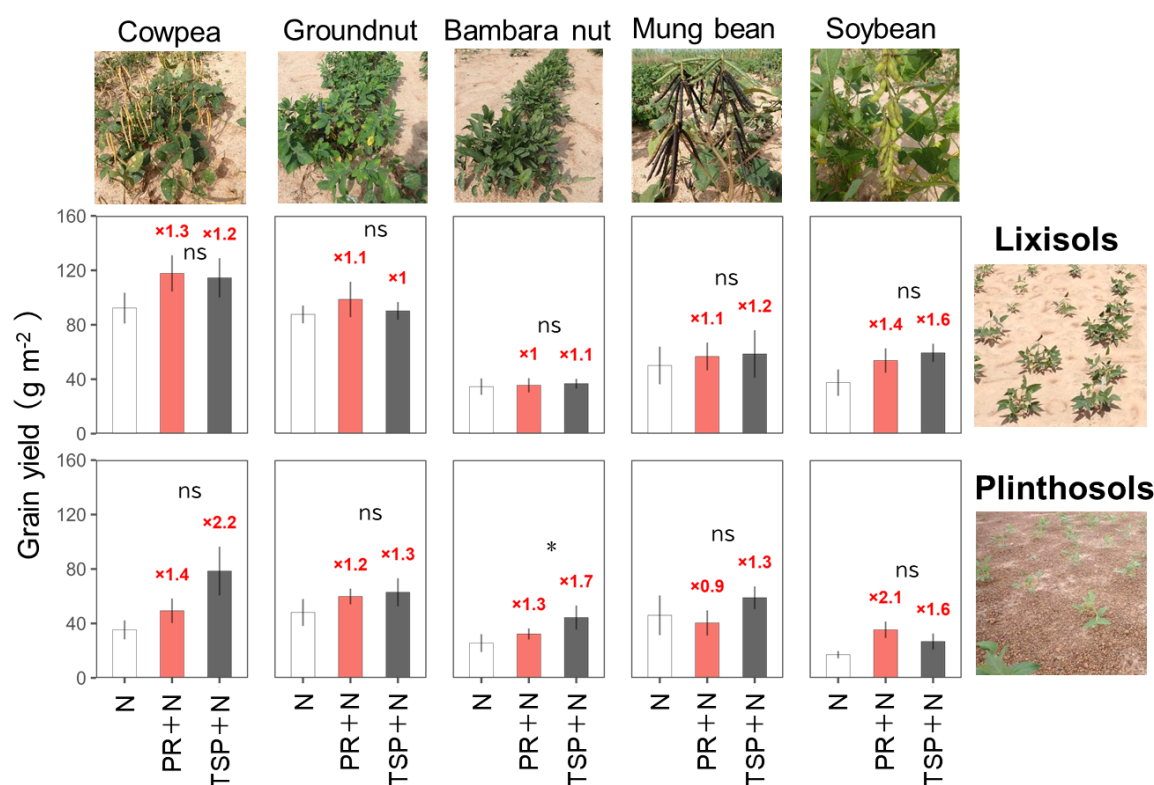 Cowpea Groundnut Bambara nut Mung bean Soybean
Grain yield (g m-2)
Lixisols
160
120
80
40
0
×1.3 ns ×1.2
ns ×1.1 ×1
ns ×1 ×1.1
ns ×1.1 ×1.2
ns ×1.4 ×1.6
Plinthosols
160
120
80
40
0
ns ×1.4 ×2.2
ns ×1.2 ×1.3
* ×1.3 ×1.7
ns ×0.9 ×1.3
ns ×2.1 ×1.6
N PR+N TSP+N N PR+N TSP+N N PR+N TSP+N N PR+N TSP+N N PR+N TSP+N